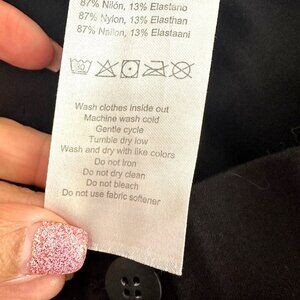 87% Nilón, 13% Elastano
87% Nylon, 13% Elasthan
87% Nailon, 13% Elastaani
Wash clothes inside out
Machine wash cold
Gentle cycle
Tumble dry low
Wash and dry with like colors
Do not iron
Do not dry clean
Do not bleach
Do not use fabric softener